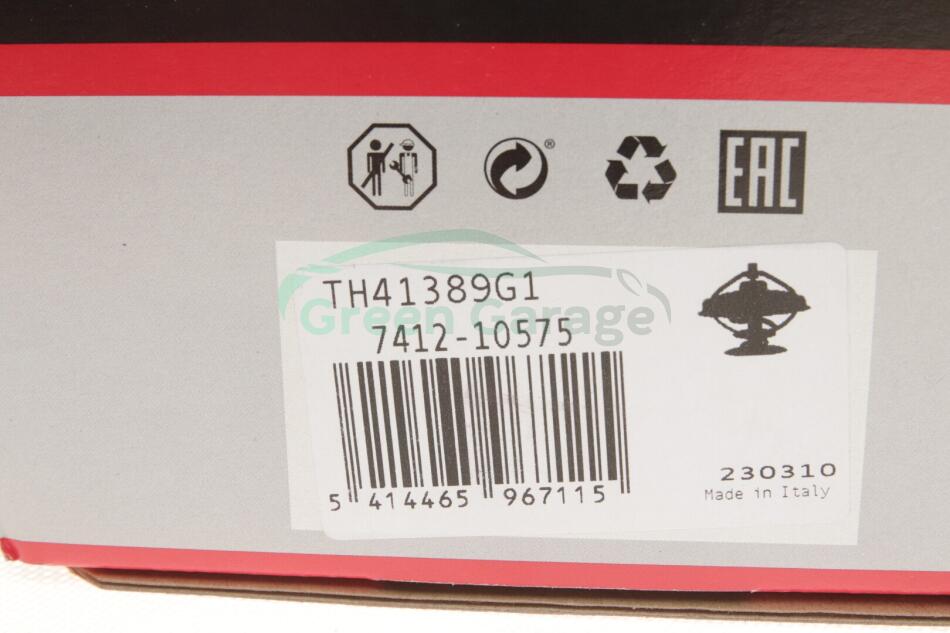 ®
EAC
TH41389G1
Green Garage
7412-10575
5 414465 967115
230310
Made in Italy